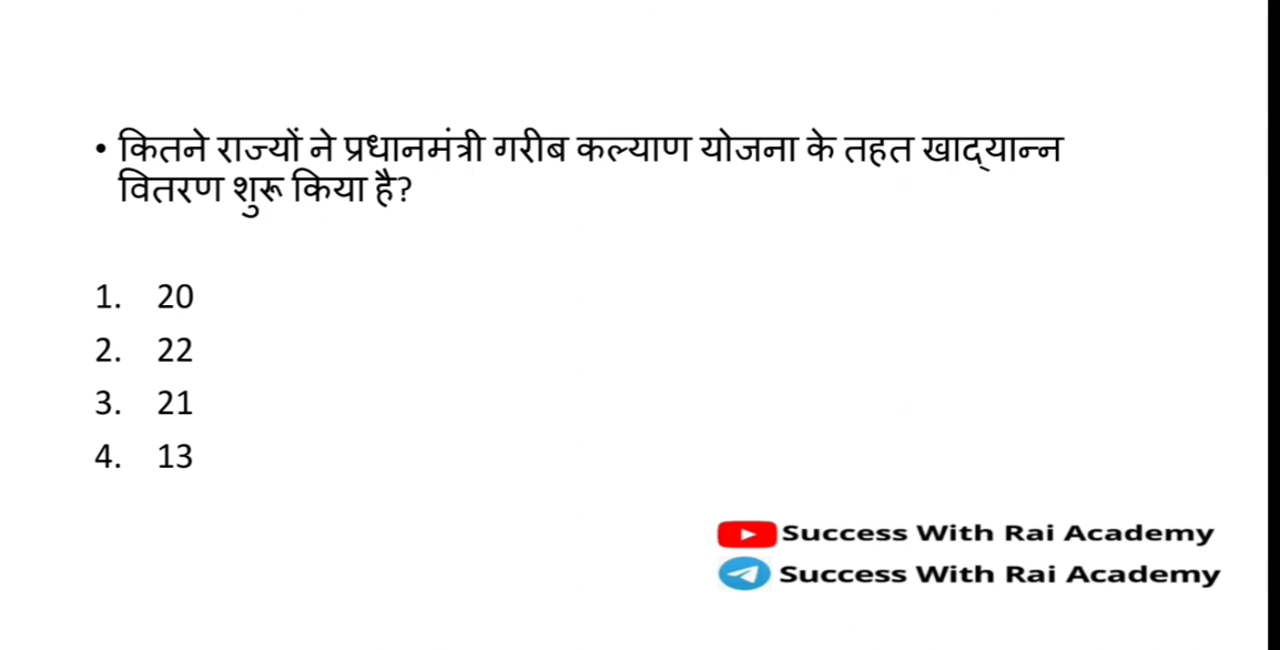 • कितने राज्यों ने प्रधानमंत्री गरीब कल्याण योजना के तहत खाद्यान्न
वितरण शुरू किया है?
1. 20
2. 22
3. 21
4. 13
Success With Rai Academy
Success With Rai Academy